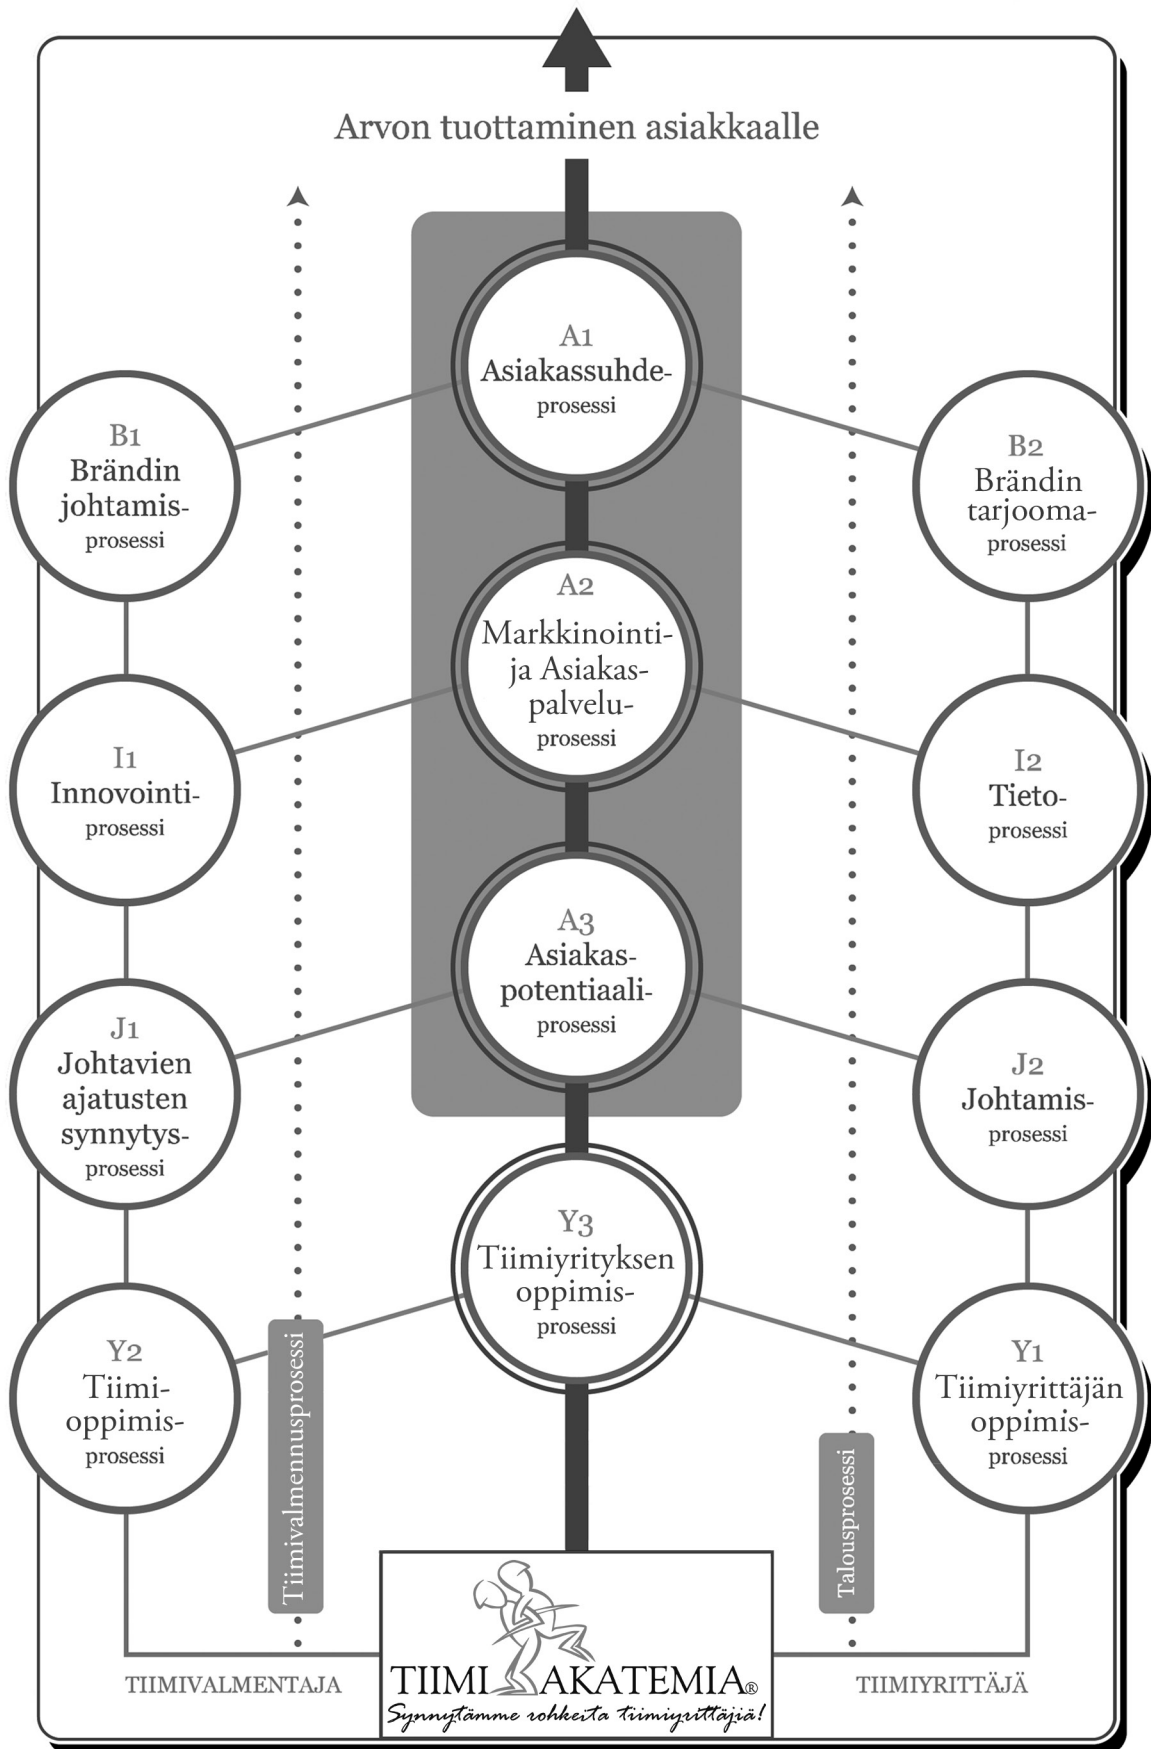 Arvon tuottaminen asiakkaalle
A1
Asiakassuhde-
prosessi
B1
Brändin
johtamis-
prosessi
B2
Brändin
tarjooma-
prosessi
A2
Markkinointi-
ja Asiakas-
palvelu-
prosessi
I1
Innovointi-
prosessi
I2
Tieto-
prosessi
A3
Asiakas-
potentiaali-
prosessi
J1
Johtavien
ajatusten
synnytys-
prosessi
J2
Johtamis-
prosessi
Y3
Tiimiyrityksen
oppimis-
prosessi
Y2
Tiimi-
oppimis-
prosessi
Tiimivalmennusprosessi
Talousprosessi
Y1
Tiimiyrittäjän
oppimis-
prosessi
TIIMIVALMENTAJA
TIIMIAKATEMIA®
Synnytämme rohkeita tiimiyrittäjiä!
TIIMIYRITTÄJÄ